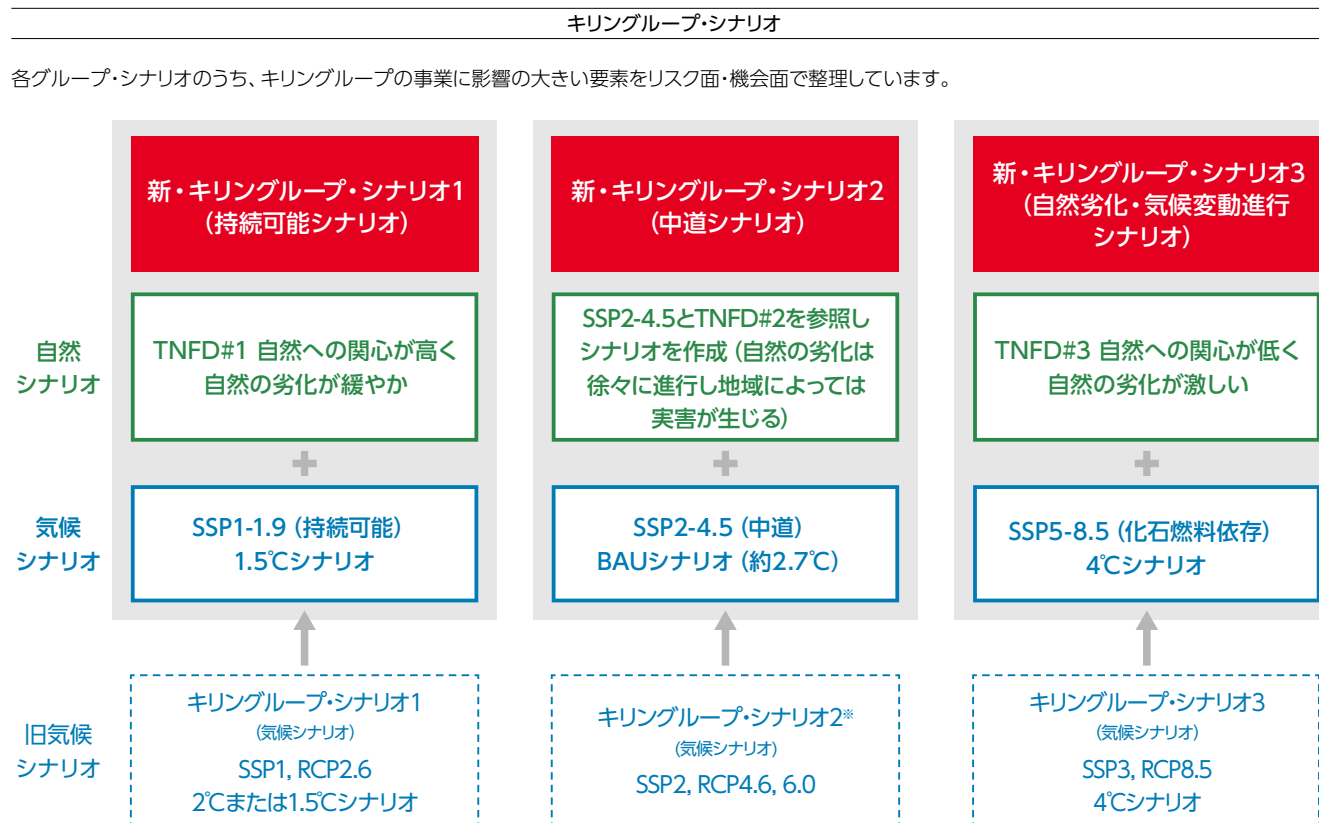 キリングループ・シナリオ
各グループ・シナリオのうち、キリングループの事業に影響の大きい要素をリスク面・機会面で整理しています。
新・キリングループ・シナリオ1
(持続可能シナリオ)
新・キリングループ・シナリオ2
(中道シナリオ)
新・キリングループ・シナリオ3
(自然劣化・気候変動進行
シナリオ)
自然
シナリオ
TNFD#1 自然への関心が高く
自然の劣化が緩やか
SSP2-4.5とTNFD#2を参照し
シナリオを作成 (自然の劣化は
徐々に進行し地域によっては
実害が生じる)
TNFD#3 自然への関心が低く
自然の劣化が激しい
+
+
+
気候
シナリオ
SSP1-1.9 (持続可能)
1.5℃シナリオ
SSP2-4.5 (中道)
BAUシナリオ (約2.7℃)
SSP5-8.5 (化石燃料依存)
4℃シナリオ
旧気候
シナリオ
キリングループ・シナリオ1
(気候シナリオ)
SSP1, RCP2.6
2℃または1.5℃シナリオ
キリングループ・シナリオ2※
(気候シナリオ)
SSP2, RCP4.6, 6.0
キリングループ・シナリオ3
(気候シナリオ)
SSP3, RCP8.5
4℃シナリオ